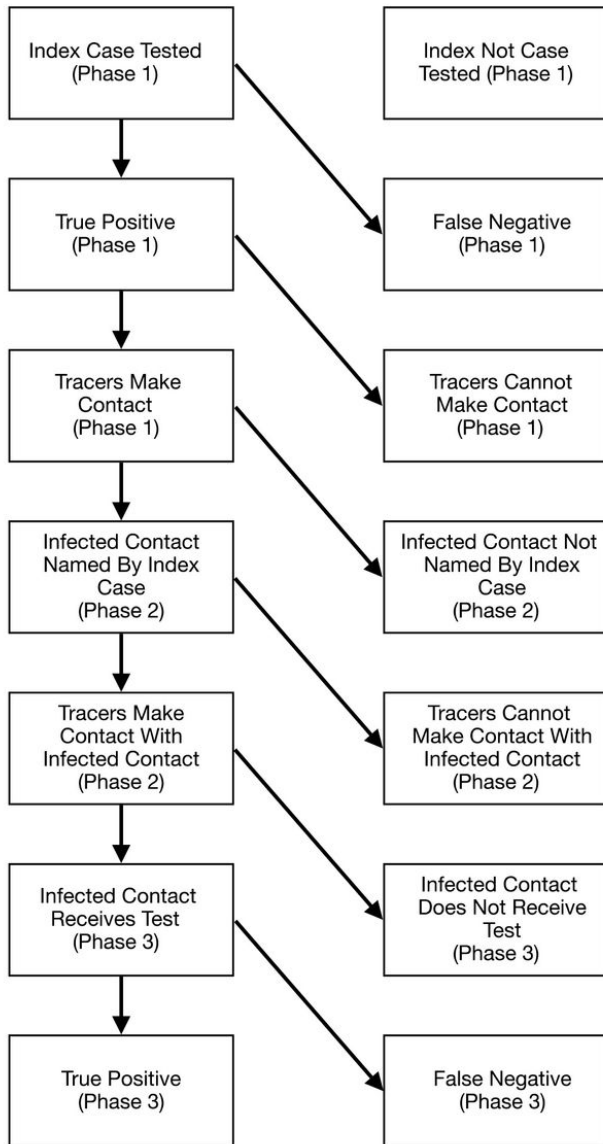 Index Case Tested
(Phase 1)
Index Not Case
Tested (Phase 1)
True Positive
(Phase 1)
False Negative
(Phase 1)
Tracers Make
Contact
(Phase 1)
Tracers Cannot
Make Contact
(Phase 1)
Infected Contact
Named By Index
Case
(Phase 2)
Infected Contact Not
Named By Index
Case
(Phase 2)
Tracers Make
Contact With
Infected Contact
(Phase 2)
Tracers Cannot
Make Contact With
Infected Contact
(Phase 2)
Infected Contact
Receives Test
(Phase 3)
Infected Contact
Does Not Receive
Test
(Phase 3)
True Positive
(Phase 3)
False Negative
(Phase 3)